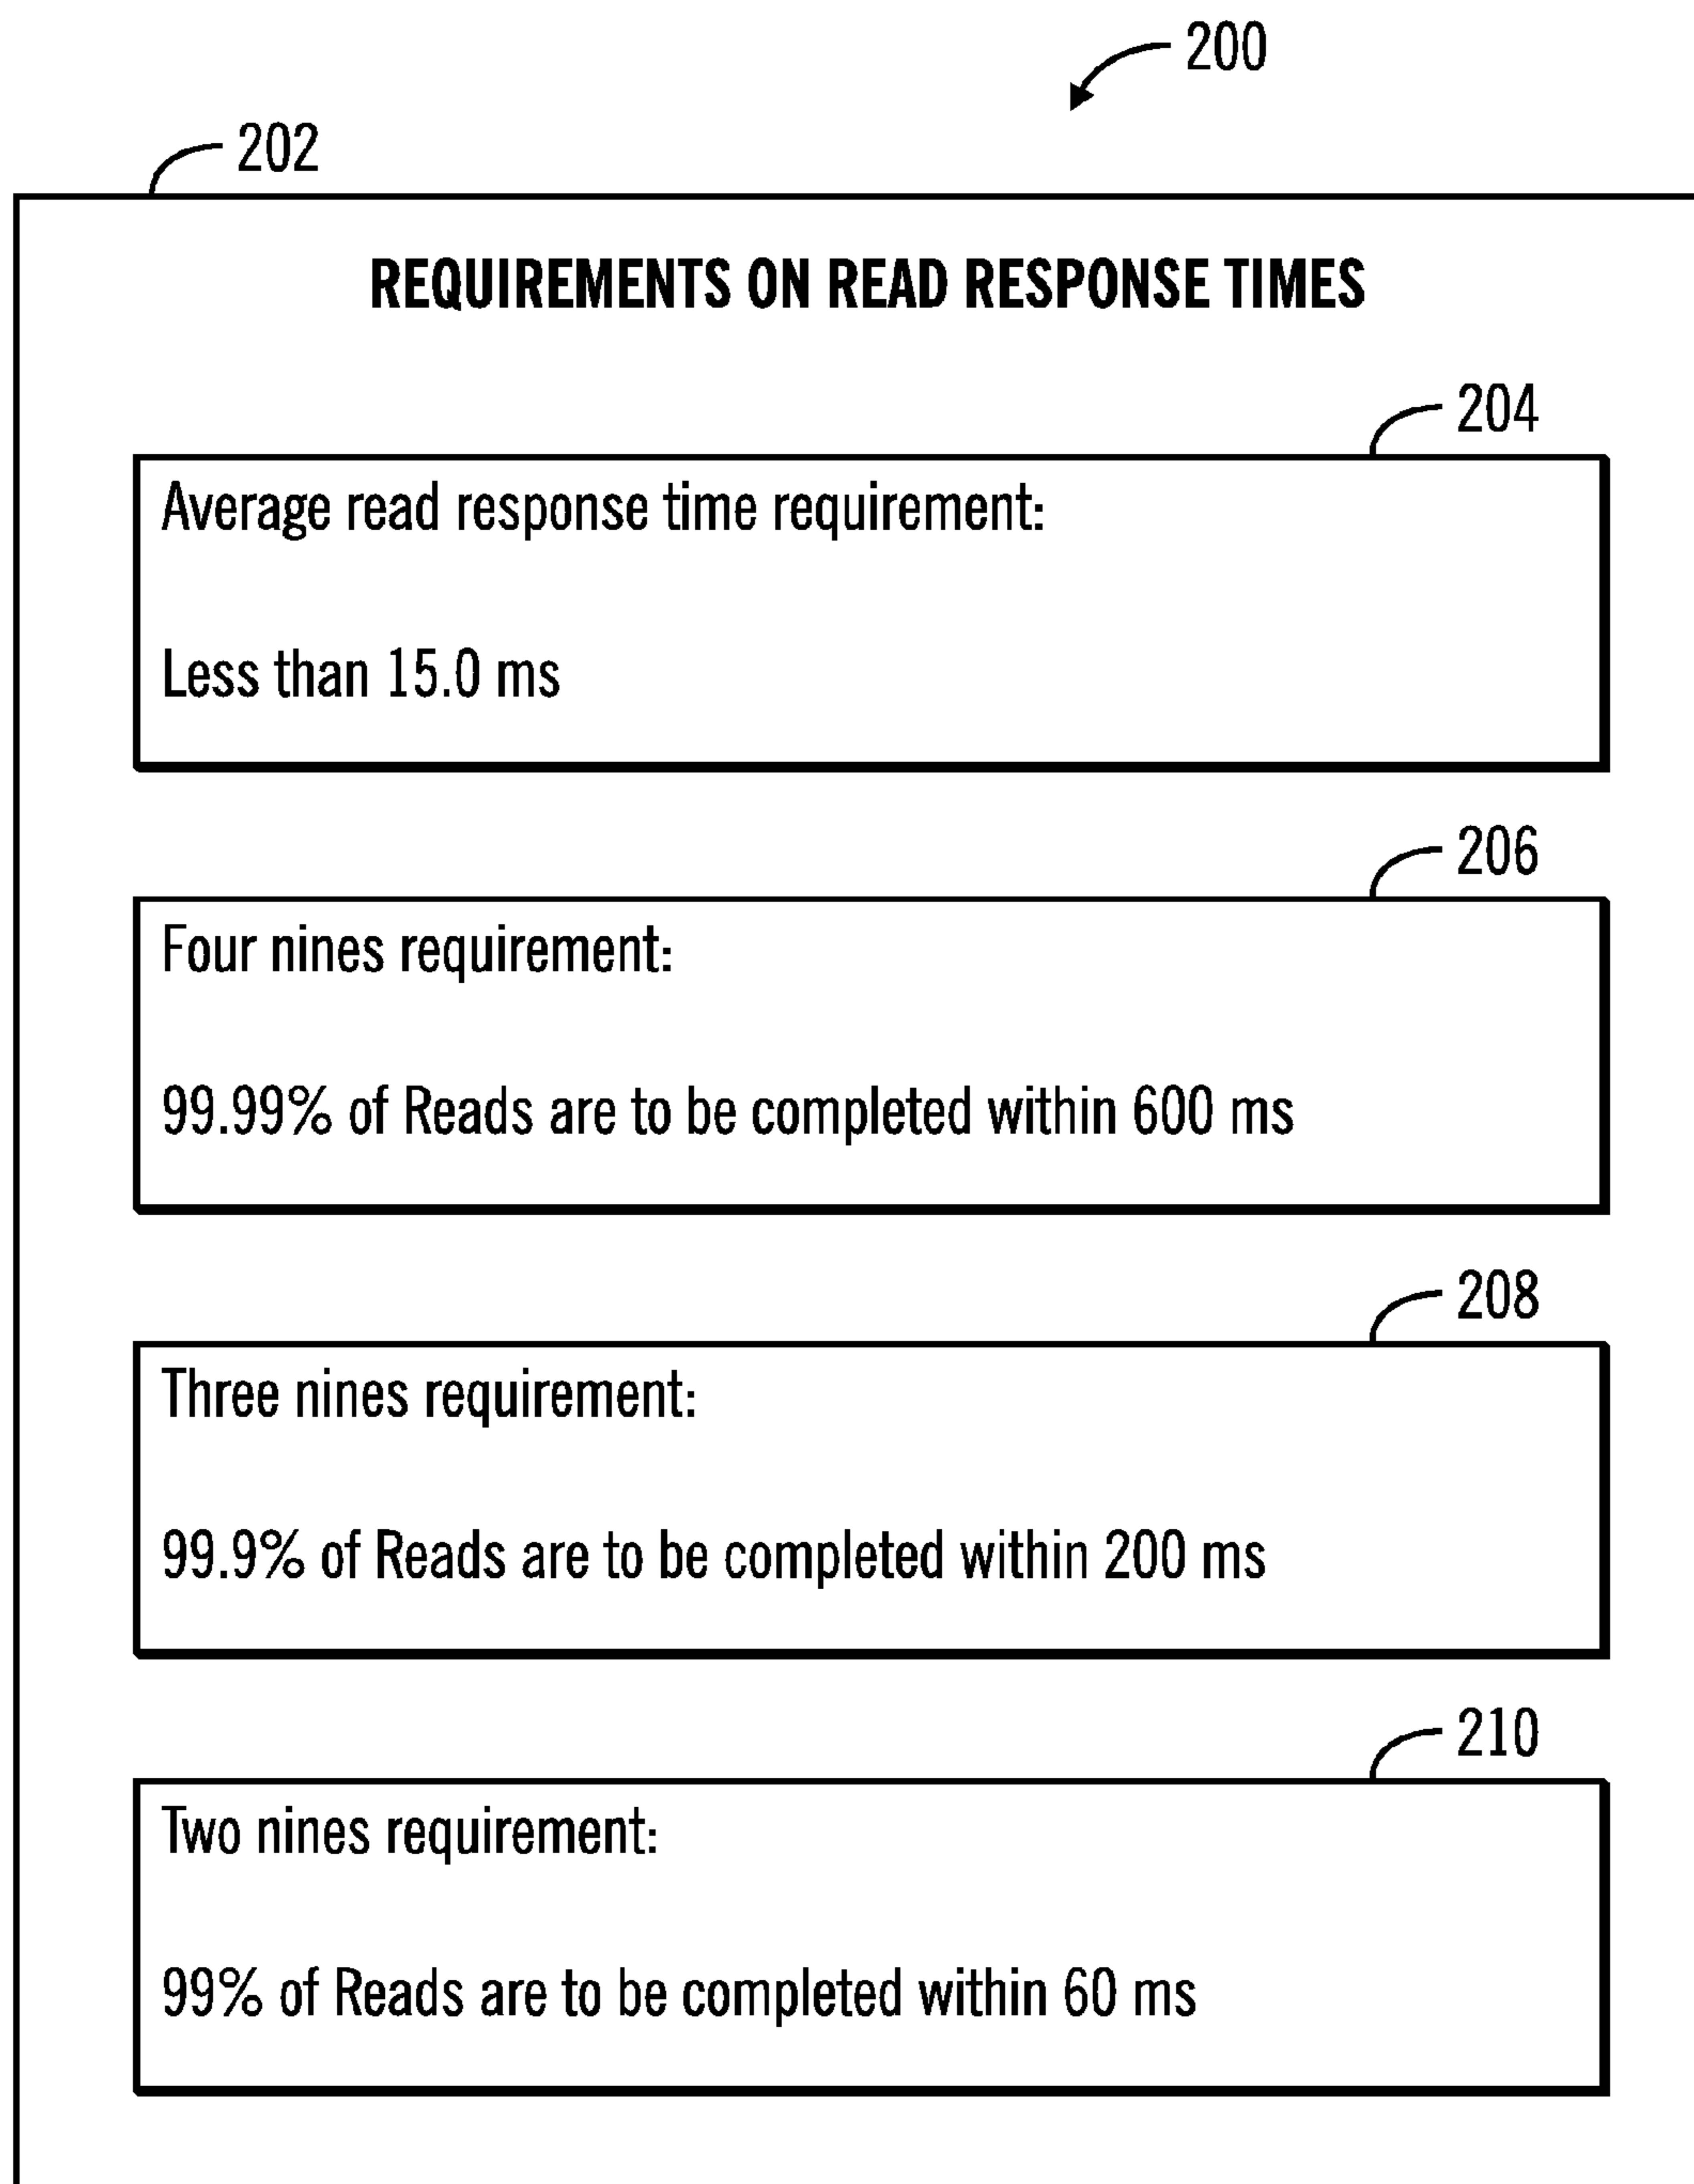 200
202
REQUIREMENTS ON READ RESPONSE TIMES
204
Average read response time requirement:
Less than 15.0 ms
206
Four nines requirement:
99.99% of Reads are to be completed within 600 ms
208
Three nines requirement:
99.9% of Reads are to be completed within 200 ms
210
Two nines requirement:
99% of Reads are to be completed within 60 ms